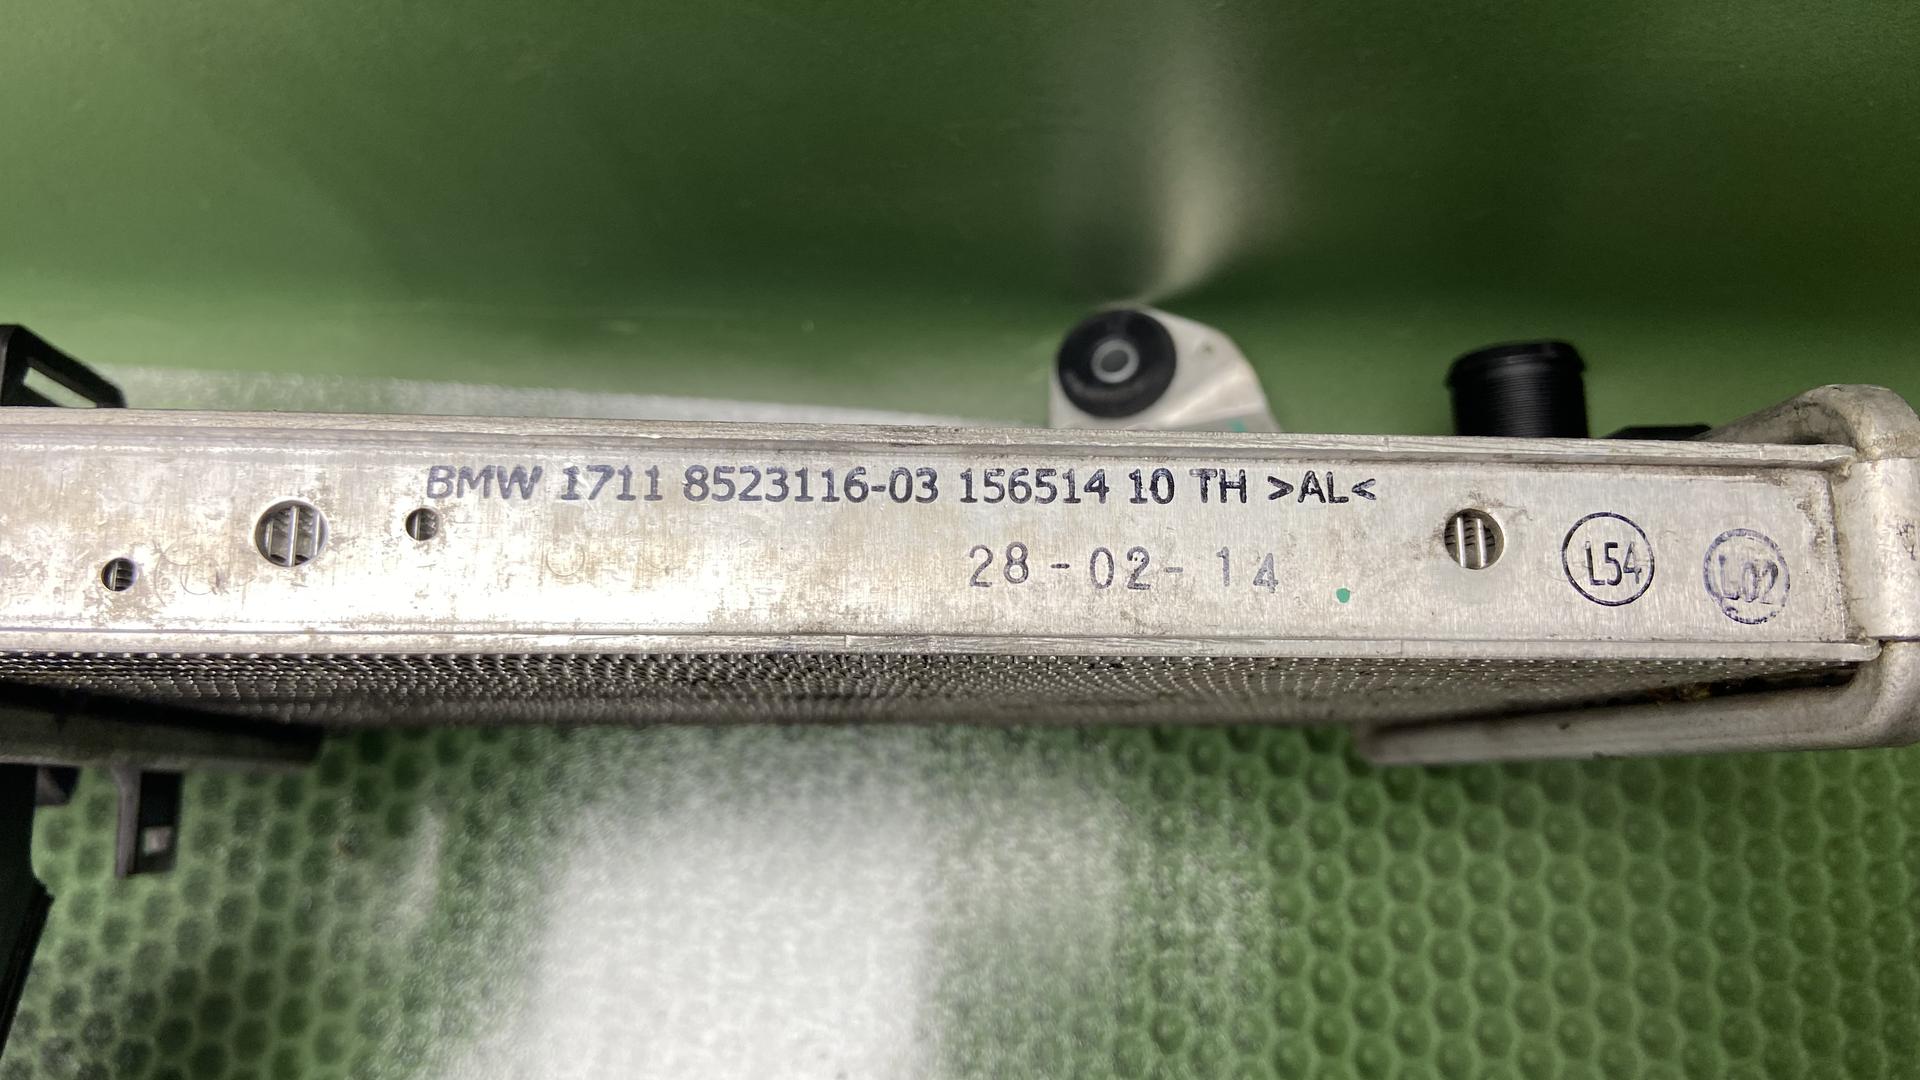 BMW 1711 8523116-03 156514 10 TH >AL<
28-02-14
L54
L02